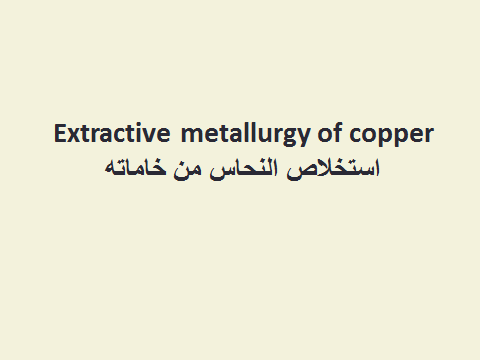 Extractive metallurgy of copper
استخلاص النحاس من خاماته